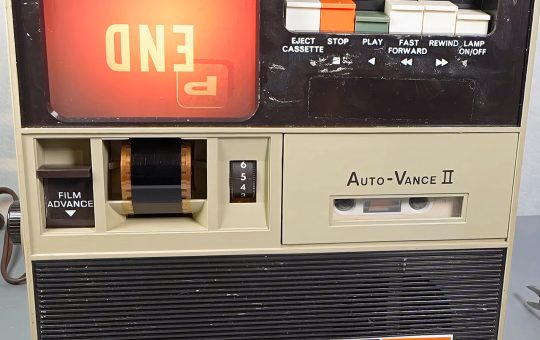 END
P
EJECT CASSETTE
STOP
PLAY
FAST FORWARD
REWIND
LAMP ON/OFF
FILM ADVANCE
6
5
4
AUTO-VANCE II